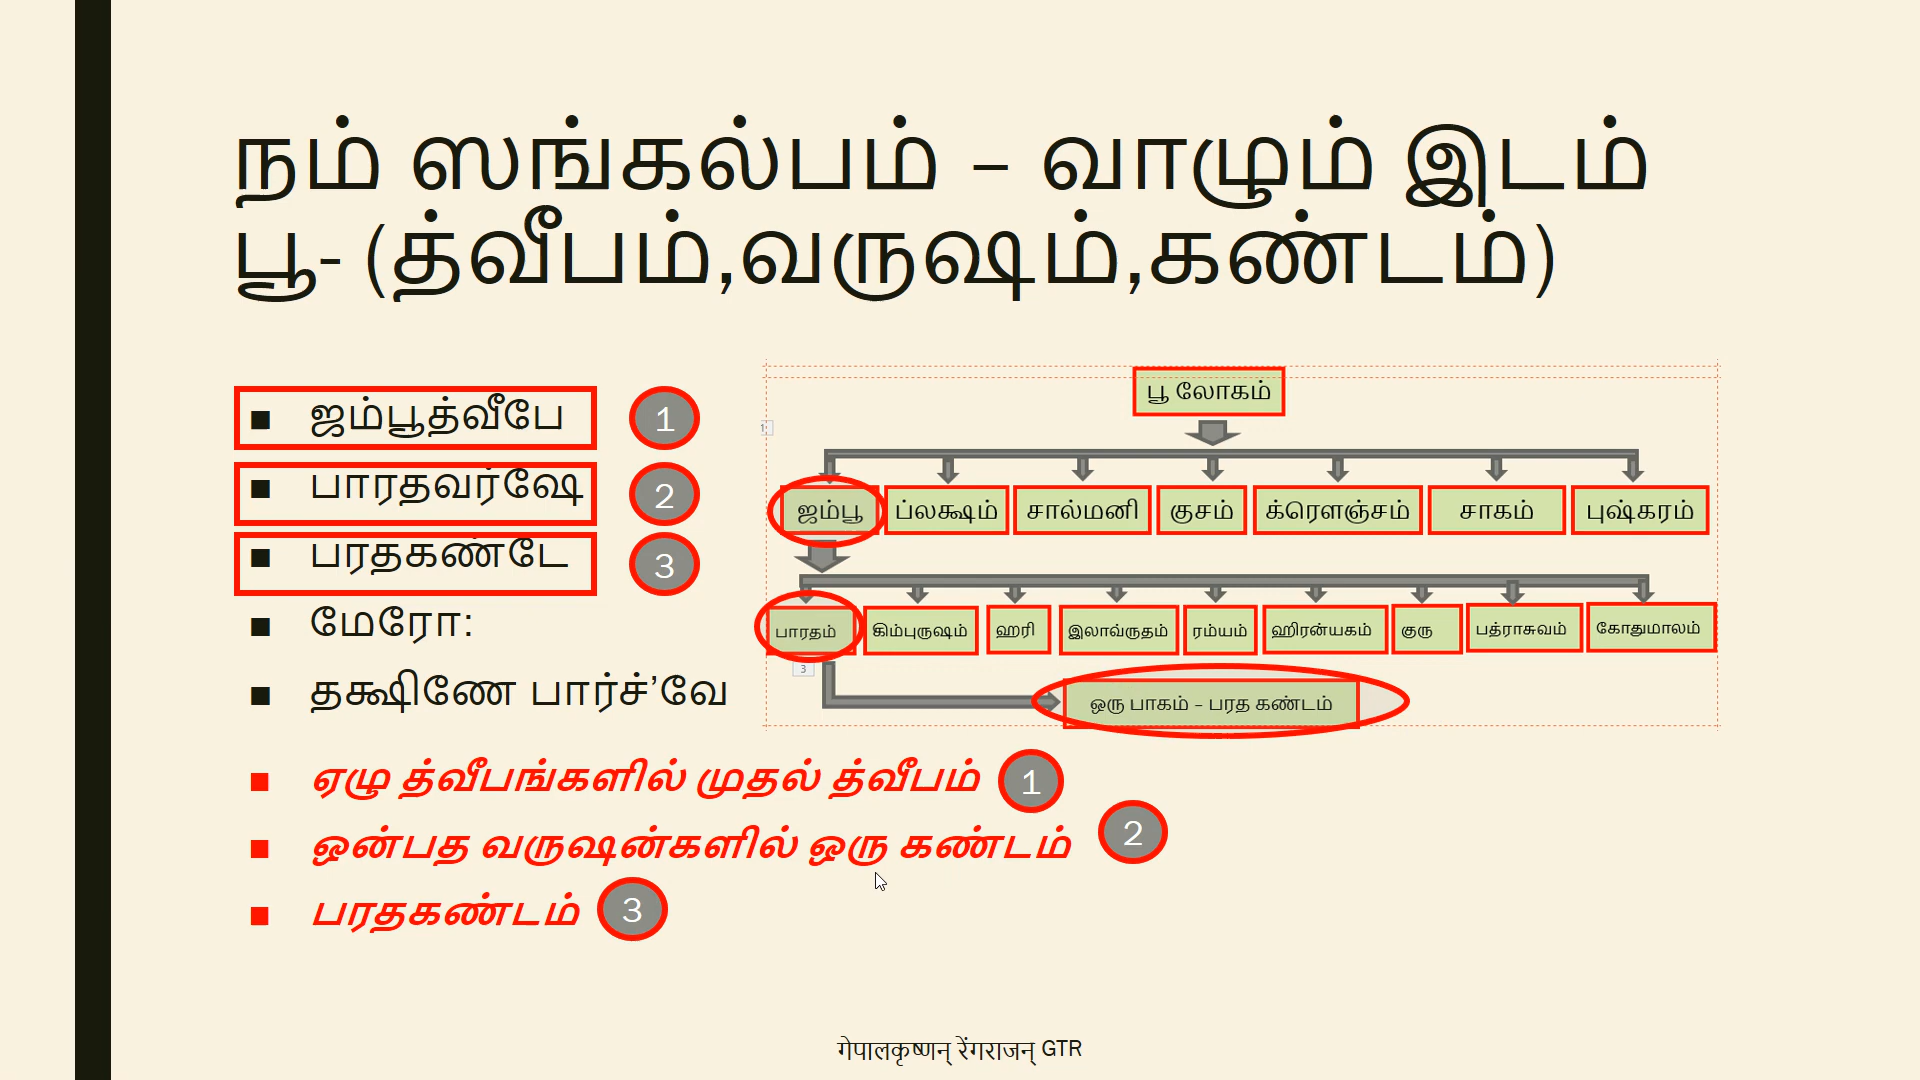 நம் ஸங்கல்பம் – வாழும் இடம்
பூ- (த்வீபம்,வருஷம்,கண்டம்)
■ ஜம்பூத்வீபே 1
■ பாரதவர்ஷே 2
■ பரதகண்டே 3
■ மேரோ:
■ தக்ஷிணே பார்ச்’வே
பூ லோகம்
ஜம்பூ ப்லக்ஷம் சால்மனி குசம் க்ரௌஞ்சம் சாகம் புஷ்கரம்
பாரதம் கிம்புருஷம் ஹரி இலாவ்ருதம் ரம்யம் ஹிரன்யகம் குரு பத்ராசுவம் கோதுமாலம்
3
ஒரு பாகம் – பரத கண்டம்
■ ஏழு த்வீபங்களில் முதல் த்வீபம் 1
■ ஒன்பத வருஷன்களில் ஒரு கண்டம் 2
■ பரதகண்டம் 3
गेपालकृष्णन् रेंगराजन् GTR